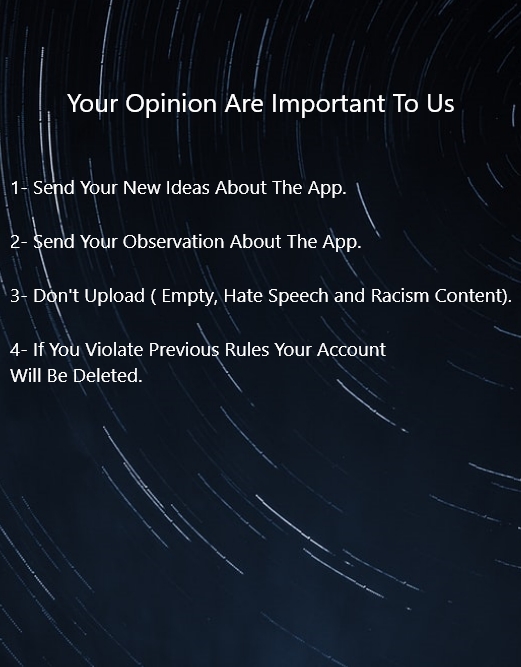 Your Opinion Are Important To Us
1- Send Your New Ideas About The App.
2- Send Your Observation About The App.
3- Don't Upload ( Empty, Hate Speech and Racism Content).
4- If You Violate Previous Rules Your Account
Will Be Deleted.